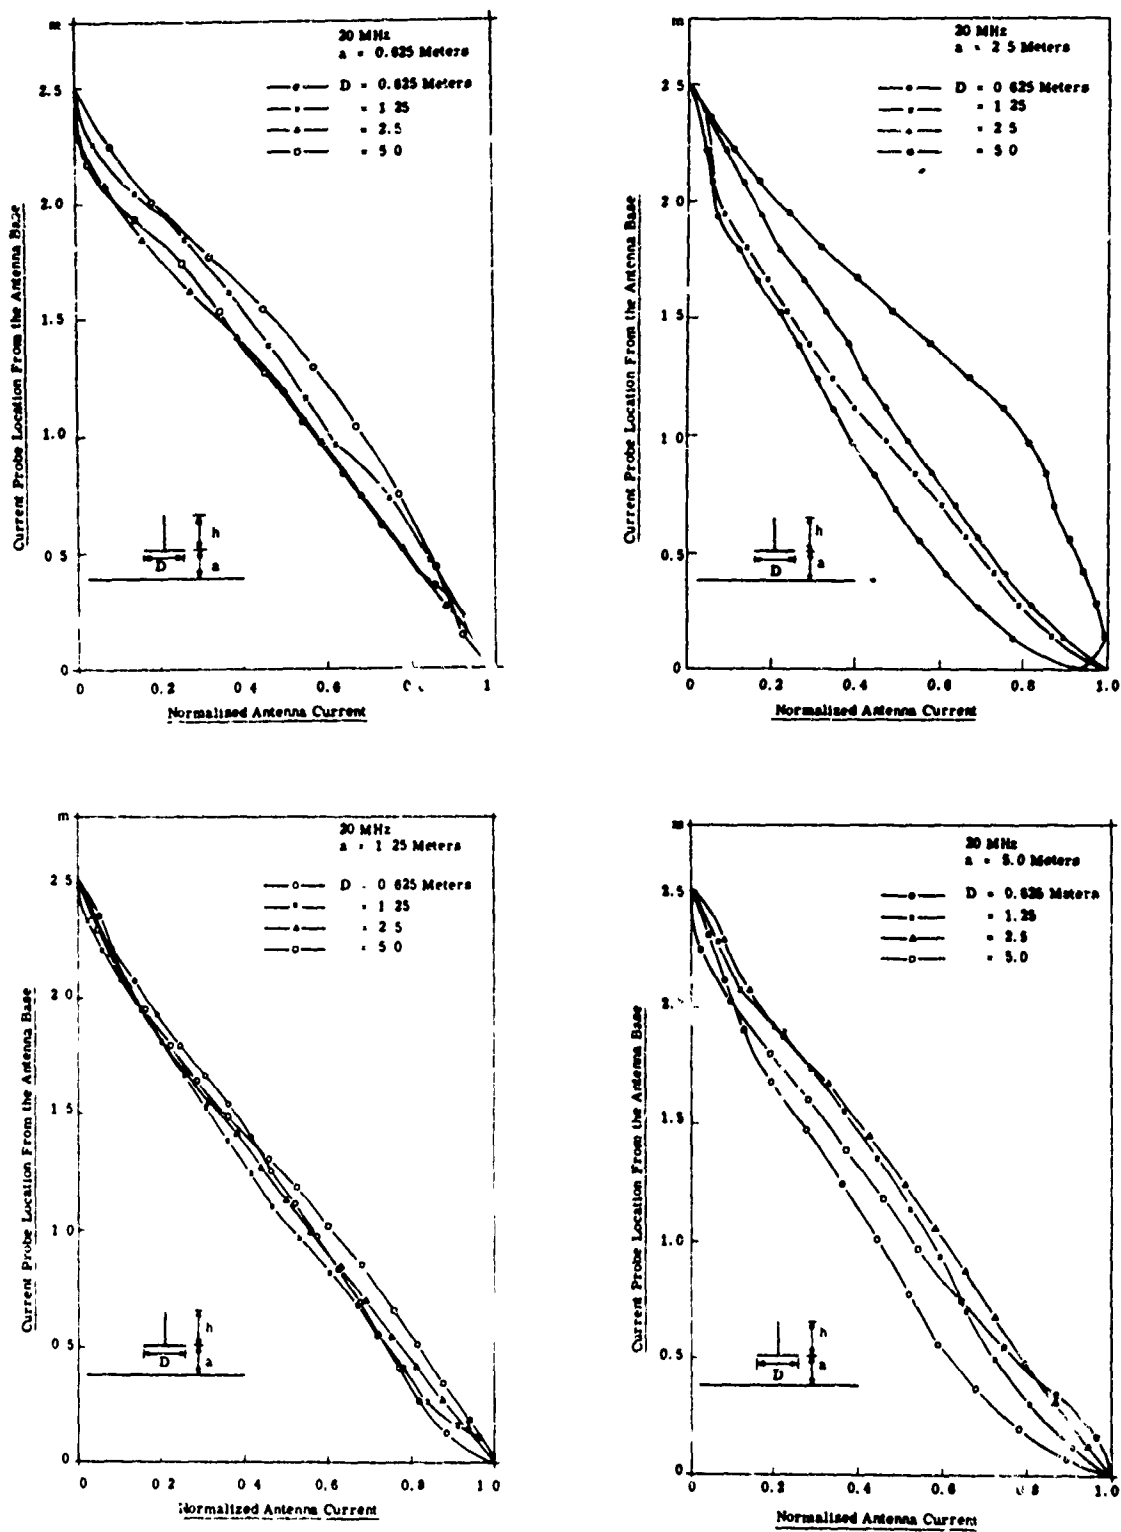 m
20 MHz
a = 0.625 Meters
D = 0.625 Meters
= 1 25
= 2.5
= 5 0
2.5
2.0
1.5
1.0
0 5
0
Current Probe Location From the Antenna Base
h
D
a
0 0.2 0 4 0.6 1
Normalized Antenna Current
m
20 MHz
a = 2 5 Meters
D = 0 625 Meters
= 1 25
= 2 5
= 5 0
2 5
2 0
1 5
1 0
0.5
0
Current Probe Location From the Antenna Base
h
D
a
0 0.2 0.4 0.6 0.8 1.0
Normalized Antenna Current
m
20 MHz
a = 1 25 Meters
D = 0 625 Meters
= 1 25
= 2 5
= 5 0
2 5
2 0
1 5
1 0
0 5
0
Current Probe Location From the Antenna Base
h
D
a
0 0.2 0.4 0.6 0 8 1 0
Normalized Antenna Current
m
20 MHz
a = 5.0 Meters
D = 0.625 Meters
= 1.25
= 2.5
= 5.0
2.5
2.
1.5
1.0
0.5
0
Current Probe Location From the Antenna Base
h
D
a
0 0.2 0.4 0.6 8 1.0
Normalized Antenna Current